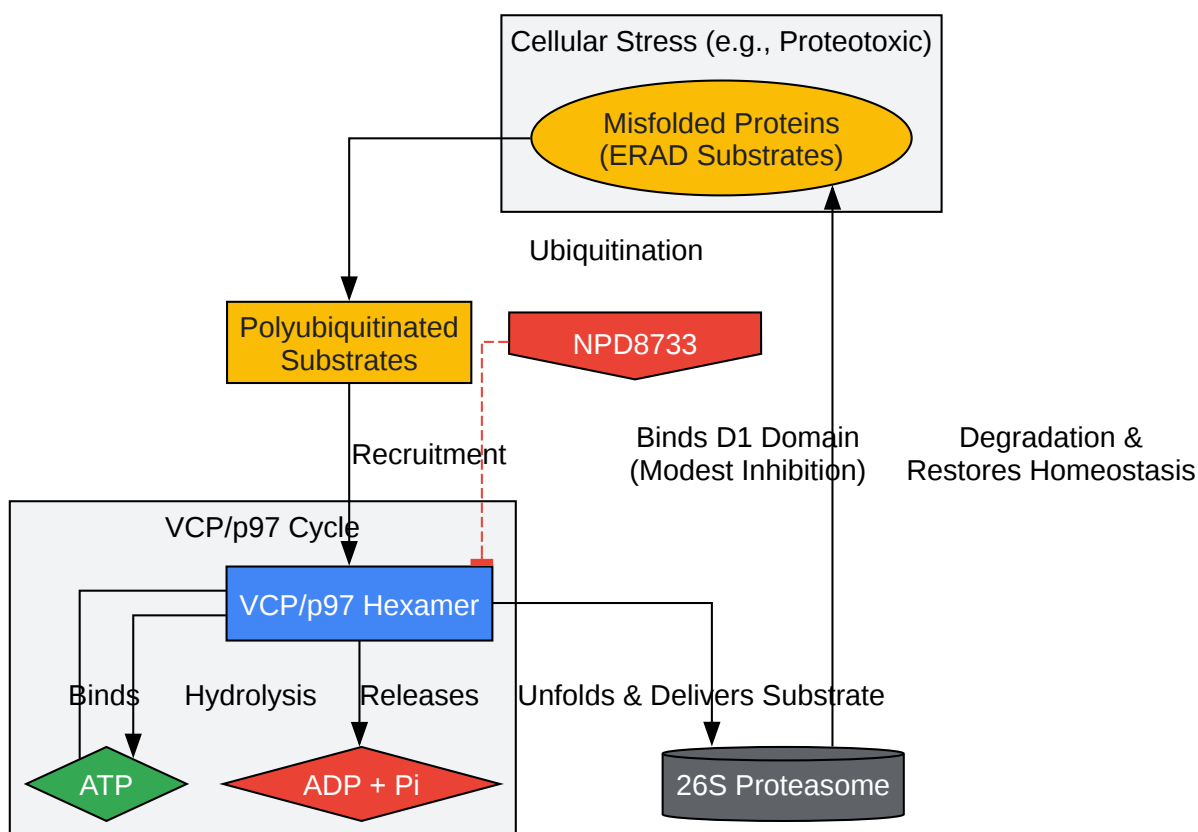 Cellular Stress (e.g., Proteotoxic)
Misfolded Proteins
(ERAD Substrates)
Ubiquitination
Polyubiquitinated
Substrates
NPD8733
Recruitment
Binds D1 Domain
(Modest Inhibition)
Degradation &
Restores Homeostasis
VCP/p97 Cycle
VCP/p97 Hexamer
Binds
Hydrolysis
Releases
Unfolds & Delivers Substrate
ATP
ADP + Pi
26S Proteasome